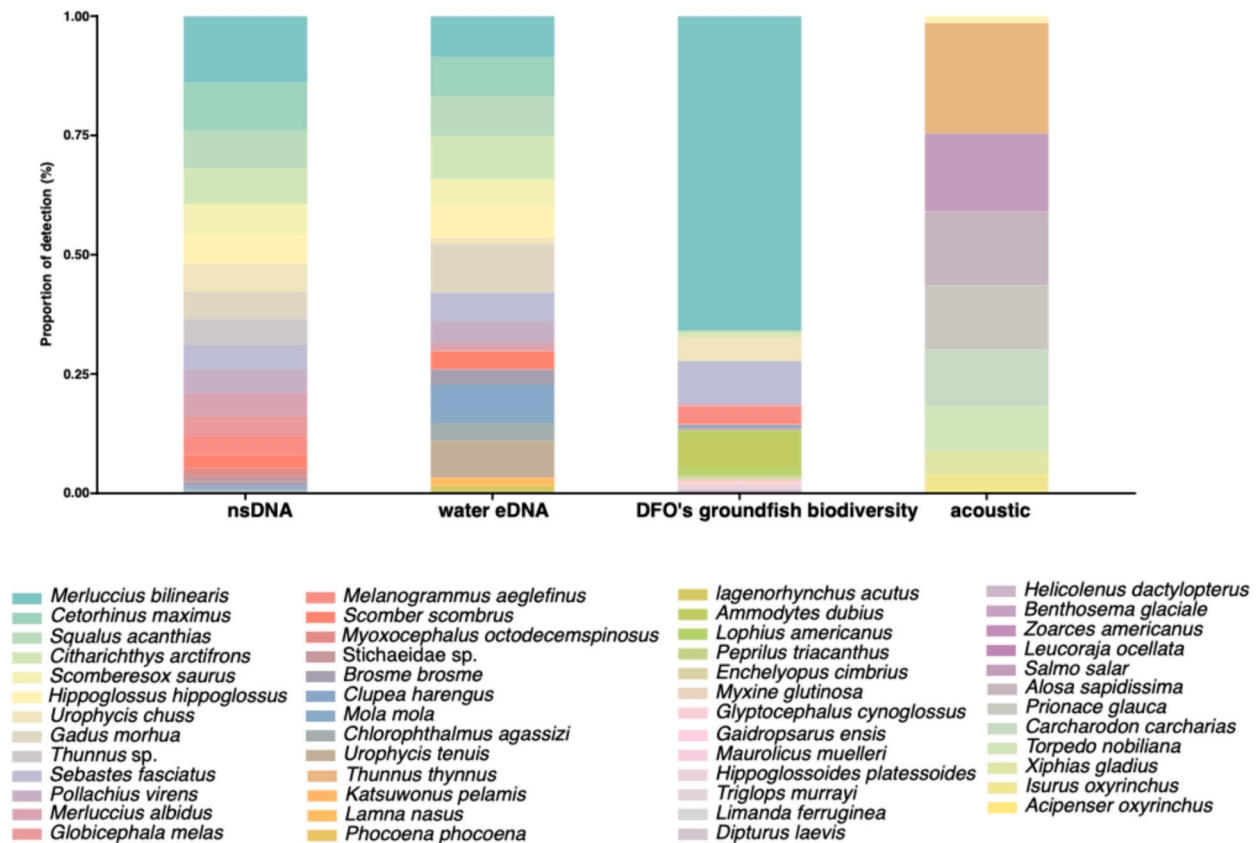 1.00
0.75
0.50
0.25
0.00
Proportion of detection (%)
nsDNA
water eDNA
DFO's groundfish biodiversity
acoustic
Merluccius bilinearis
Cetorhinus maximus
Squalus acanthias
Citharichthys arctifrons
Scomberesox saurus
Hippoglossus hippoglossus
Urophycis chuss
Gadus morhua
Thunnus sp.
Sebastes fasciatus
Pollachius virens
Merluccius albidus
Globicephala melas
Melanogrammus aeglefinus
Scomber scombrus
Myoxocephalus octodecemspinosus
Stichaeidae sp.
Brosme brosme
Clupea harengus
Mola mola
Chlorophthalmus agassizi
Urophycis tenuis
Thunnus thynnus
Katsuwonus pelamis
Lamna nasus
Phocoena phocoena
lagenorhynchus acutus
Ammodytes dubius
Lophius americanus
Peprilus triacanthus
Enchelyopus cimbrius
Myxine glutinosa
Glyptocephalus cynoglossus
Gaidropsarus ensis
Maurolicus muelleri
Hippoglossoides platessoides
Triglops murrayi
Limanda ferruginea
Dipturus laevis
Helicolenus dactylopterus
Benthosema glaciale
Zoarces americanus
Leucoraja ocellata
Salmo salar
Alosa sapidissima
Prionace glauca
Carcharodon carcharias
Torpedo nobiliana
Xiphias gladius
Isurus oxyrinchus
Acipenser oxyrinchus